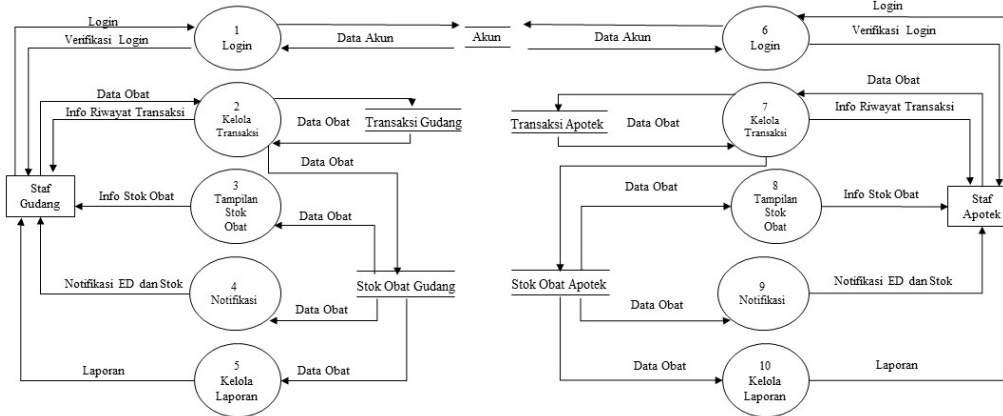 Login
1
Login
Verifikasi Login
Data Akun
Akun
Data Akun
6
Login
Login
Verifikasi Login
Data Obat
Info Riwayat Transaksi
2
Kelola
Transaksi
Data Obat
Transaksi Gudang
Data Obat
Transaksi Apotek
Data Obat
7
Kelola
Transaksi
Data Obat
Info Riwayat Transaksi
Staf
Gudang
Info Stok Obat
3
Tampilan
Stok
Obat
Data Obat
Data Obat
8
Tampilan
Stok
Obat
Info Stok Obat
Staf
Apotek
Notifikasi ED dan Stok
4
Notifikasi
Stok Obat Gudang
Data Obat
Stok Obat Apotek
Data Obat
9
Notifikasi
Notifikasi ED dan Stok
Laporan
5
Kelola
Laporan
Data Obat
Data Obat
10
Kelola
Laporan
Laporan